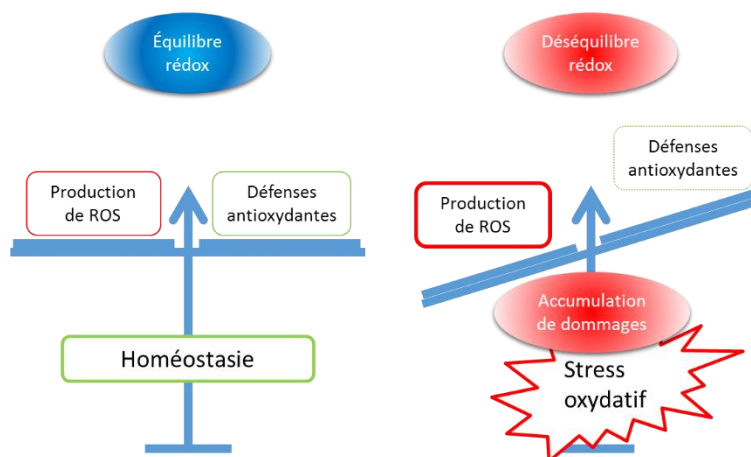 Équilibre
rédox
Production
de ROS
Défenses
antioxydantes
Homéostasie
Déséquilibre
rédox
Défenses
antioxydantes
Production
de ROS
Accumulation
de dommages
Stress
oxydatif